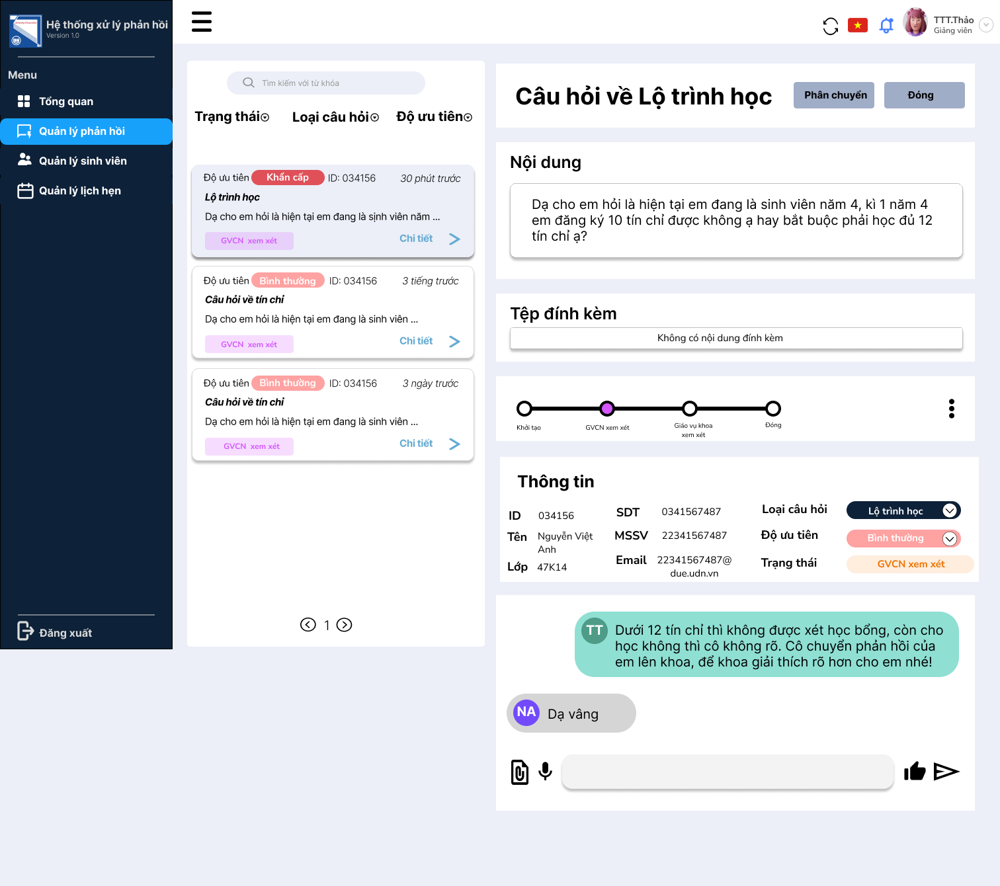 Hệ thống xử lý phản hồi
Version 1.0
Menu
Tổng quan
Quản lý phản hồi
Quản lý sinh viên
Quản lý lịch hẹn
Đăng xuất
TTT.Thảo
Giảng viên
Tìm kiếm với từ khóa
Trạng thái
Loại câu hỏi
Độ ưu tiên
Độ ưu tiên Khẩn cấp ID: 034156 30 phút trước
Lộ trình học
Dạ cho em hỏi là hiện tại em đang là sinh viên năm ...
GVCN xem xét Chi tiết
Độ ưu tiên Bình thường ID: 034156 3 tiếng trước
Câu hỏi về tín chỉ
Dạ cho em hỏi là hiện tại em đang là sinh viên ...
GVCN xem xét Chi tiết
Độ ưu tiên Bình thường ID: 034156 3 ngày trước
Câu hỏi về tín chỉ
Dạ cho em hỏi là hiện tại em đang là sinh viên ...
GVCN xem xét Chi tiết
1
Câu hỏi về Lộ trình học
Phân chuyển
Đóng
Nội dung
Dạ cho em hỏi là hiện tại em đang là sinh viên năm 4, kì 1 năm 4
em đăng ký 10 tín chỉ được không ạ hay bắt buộc phải học đủ 12
tín chỉ ạ?
Tệp đính kèm
Không có nội dung đính kèm
Khởi tạo
GVCN xem xét
Giáo vụ khoa
xem xét
Đóng
Thông tin
ID 034156
Tên Nguyễn Việt
Anh
Lớp 47K14
SDT 0341567487
MSSV 22341567487
Email 22341567487@
due.udn.vn
Loại câu hỏi Lộ trình học
Độ ưu tiên Bình thường
Trạng thái GVCN xem xét
TT
Dưới 12 tín chỉ thì không được xét học bổng, còn cho
học không thì cô không rõ. Cô chuyển phản hồi của
em lên khoa, để khoa giải thích rõ hơn cho em nhé!
NA
Dạ vâng